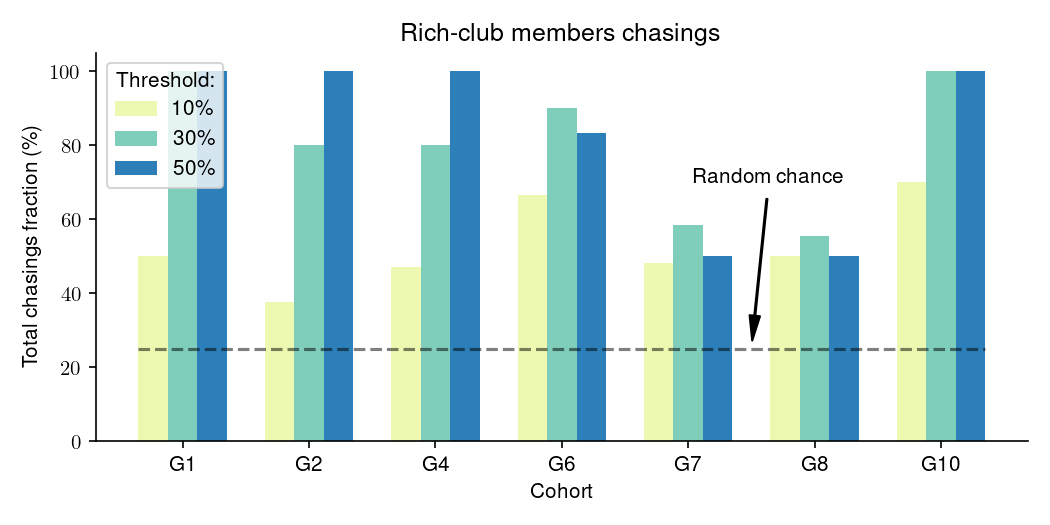 Rich-club members chasings
Total chasings fraction (%)
100
80
60
40
20
0
Threshold:
10%
30%
50%
Random chance
G1
G2
G4
G6
G7
G8
G10
Cohort